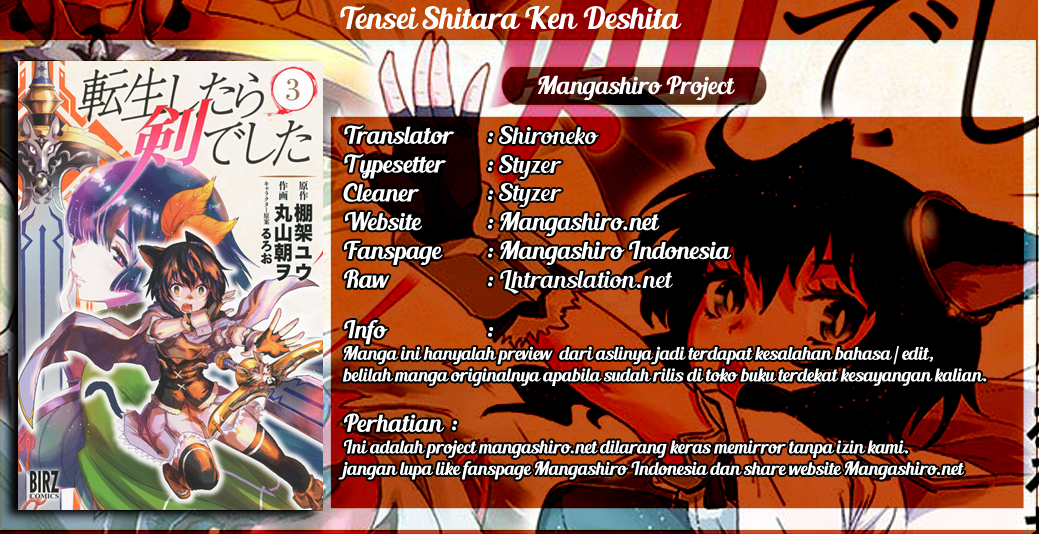 Tensei Shitara Ken Deshita
Mangashiro Project
転生したら
剣でした
3
原作 棚架ユウ
作画 丸山朝ヲ
キャラクター原案 るろお
BIRZ
COMICS
Translator : Shironeko
Typesetter : Styzer
Cleaner : Styzer
Website : Mangashiro.net
Fanspage : Mangashiro Indonesia
Raw : Lhtranslation.net
Info :
Manga ini hanyalah preview dari aslinya jadi terdapat kesalahan bahasa / edit,
belilah manga originalnya apabila sudah rilis di toko buku terdekat kesayangan kalian.
Perhatian :
Ini adalah project mangashiro.net dilarang keras memirror tanpa izin kami.
jangan lupa like fanspage Mangashiro Indonesia dan share website Mangashiro.net